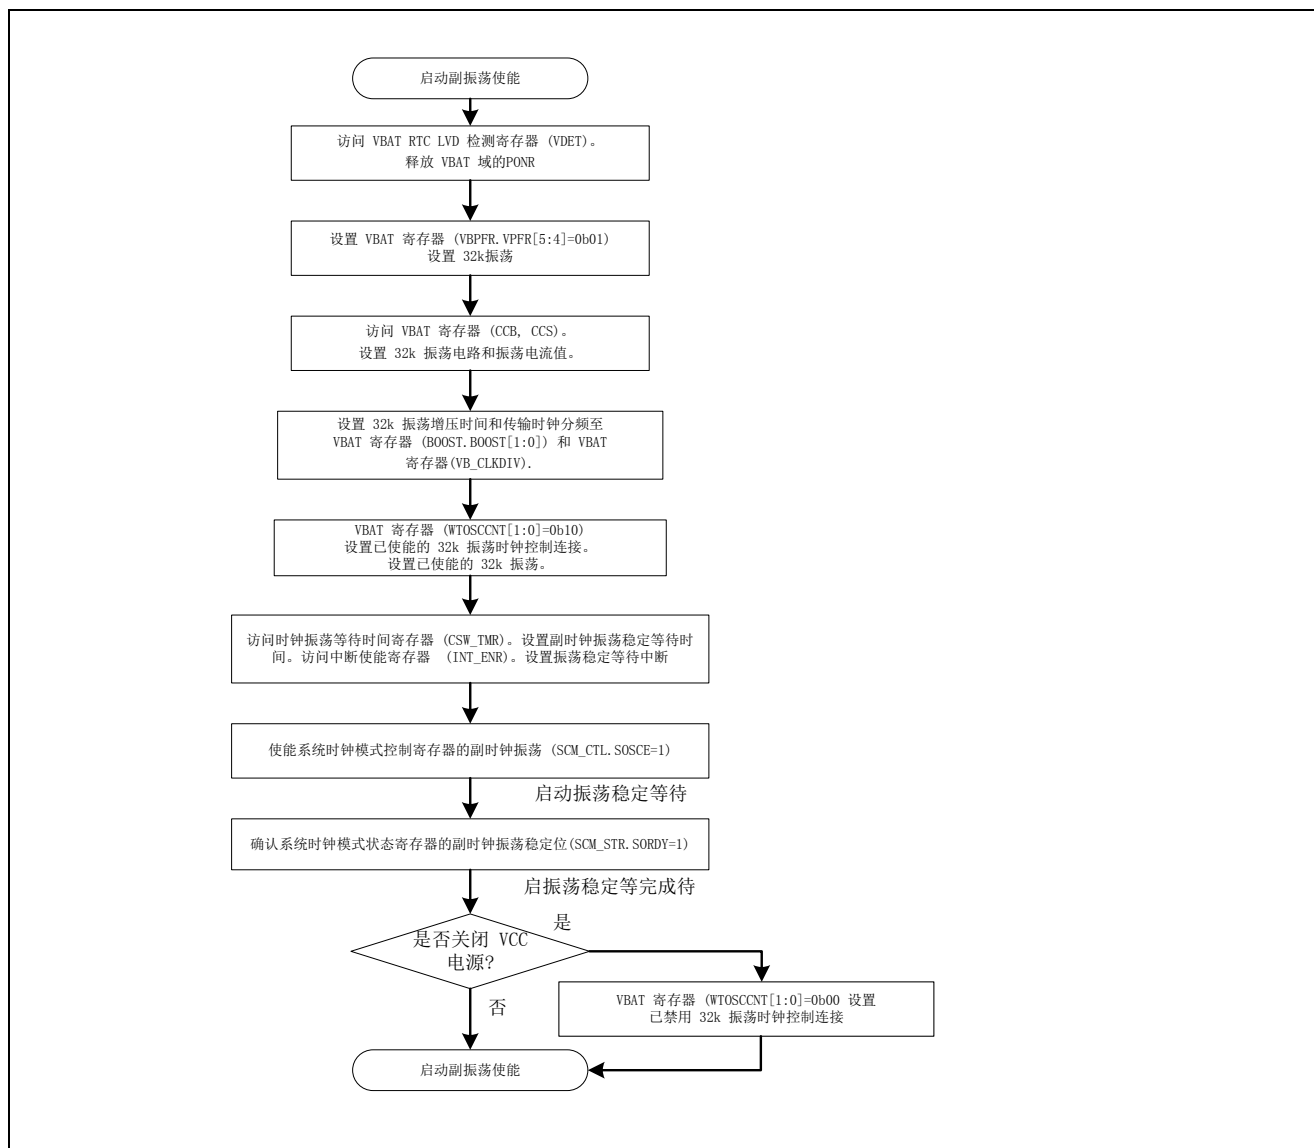 启动副振荡使能
访问 VBAT RTC LVD 检测寄存器 (VDET)。
释放 VBAT 域的PONR
设置 VBAT 寄存器 (VBPFR.VPFR[5:4]=0b01)
设置 32k振荡
访问 VBAT 寄存器 (CCB, CCS)。
设置 32k 振荡电路和振荡电流值。
设置 32k 振荡增压时间和传输时钟分频至
VBAT 寄存器 (BOOST.BOOST[1:0]) 和 VBAT
寄存器(VB_CLKDIV).
VBAT 寄存器 (WTOSCCNT[1:0]=0b10)
设置已使能的 32k 振荡时钟控制连接。
设置已使能的 32k 振荡。
访问时钟振荡等待时间寄存器 (CSW_TMR)。设置副时钟振荡稳定等待时
间。访问中断使能寄存器 (INT_ENR)。设置振荡稳定等待中断
使能系统时钟模式控制寄存器的副时钟振荡 (SCM_CTL.SOSCE=1)
启动振荡稳定等待
确认系统时钟模式状态寄存器的副时钟振荡稳定位(SCM_STR.SORDY=1)
启振荡稳定等完成待
是
是否关闭 VCC
电源?
否
VBAT 寄存器 (WTOSCCNT[1:0]=0b00 设置
已禁用 32k 振荡时钟控制连接
启动副振荡使能